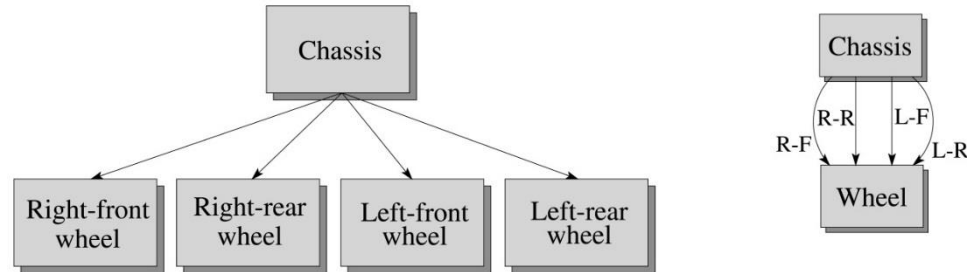 Chassis
Right-front
wheel
Right-rear
wheel
Left-front
wheel
Left-rear
wheel
Chassis
R-F
R-R
L-F
L-R
Wheel